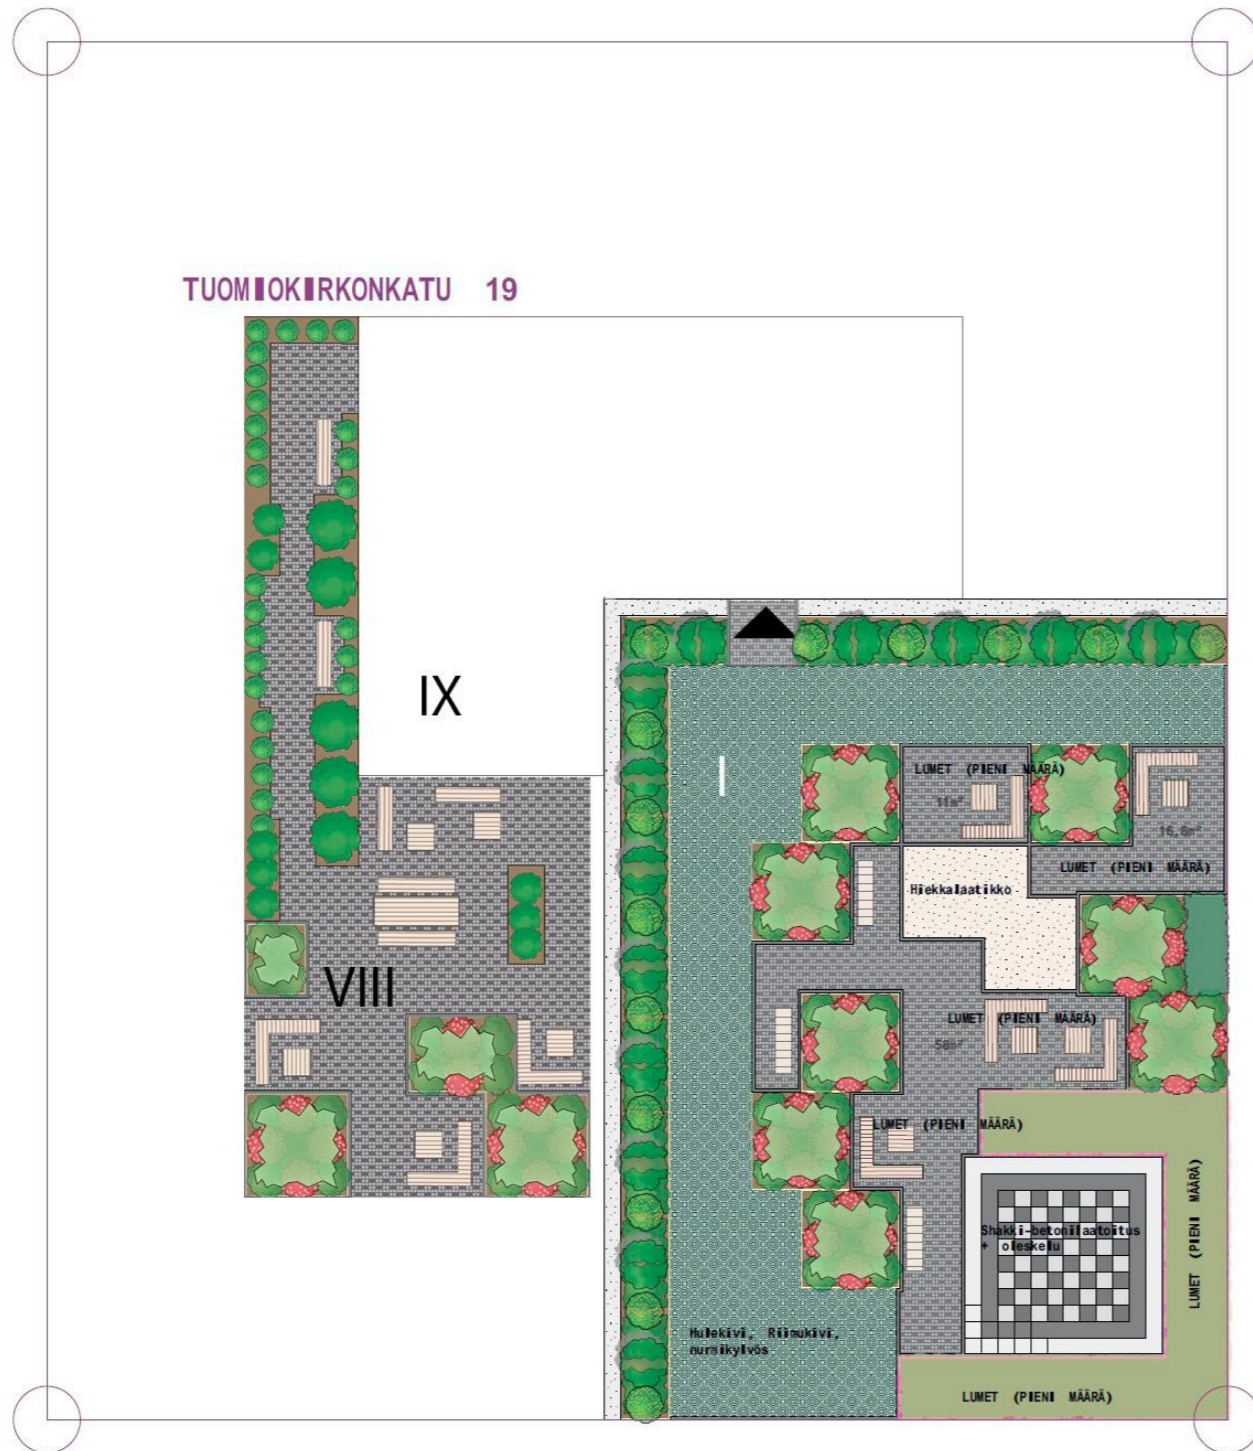 TUOMIOKIRKONKATU 19
IX
I
LUMET (PIENI MÄÄRÄ)
11m²
16,8m²
LUMET (PIENI MÄÄRÄ)
Hiekkalaatikko
VIII
LUMET (PIENI MÄÄRÄ)
58m²
LUMET (PIENI MÄÄRÄ)
LUMET (PIENI MÄÄRÄ)
Shakki-betonilaatoitus
+ oleskelu
Hulekivi, Riimukivi,
nurmikylvös
LUMET (PIENI MÄÄRÄ)